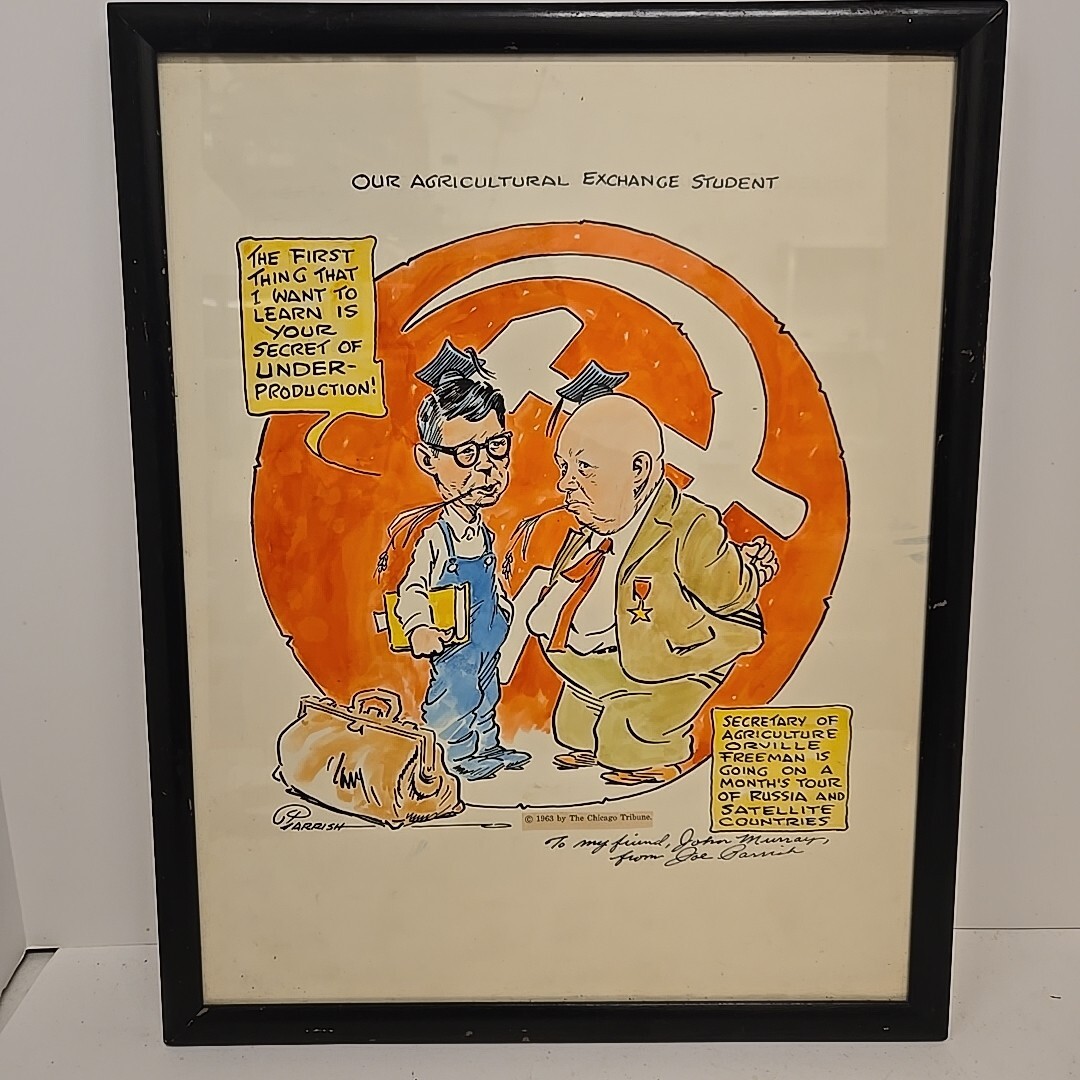 OUR AGRICULTURAL EXCHANGE STUDENT
THE FIRST
THING THAT
I WANT TO
LEARN IS
YOUR
SECRET OF
UNDER-
PRODUCTION!
SECRETARY OF
AGRICULTURE
ORVILLE
FREEMAN IS
GOING ON A
MONTH'S TOUR
OF RUSSIA AND
SATELLITE
COUNTRIES
PARRISH
© 1963 by The Chicago Tribune.
To my friend, John Murray,
from Joe Parrish